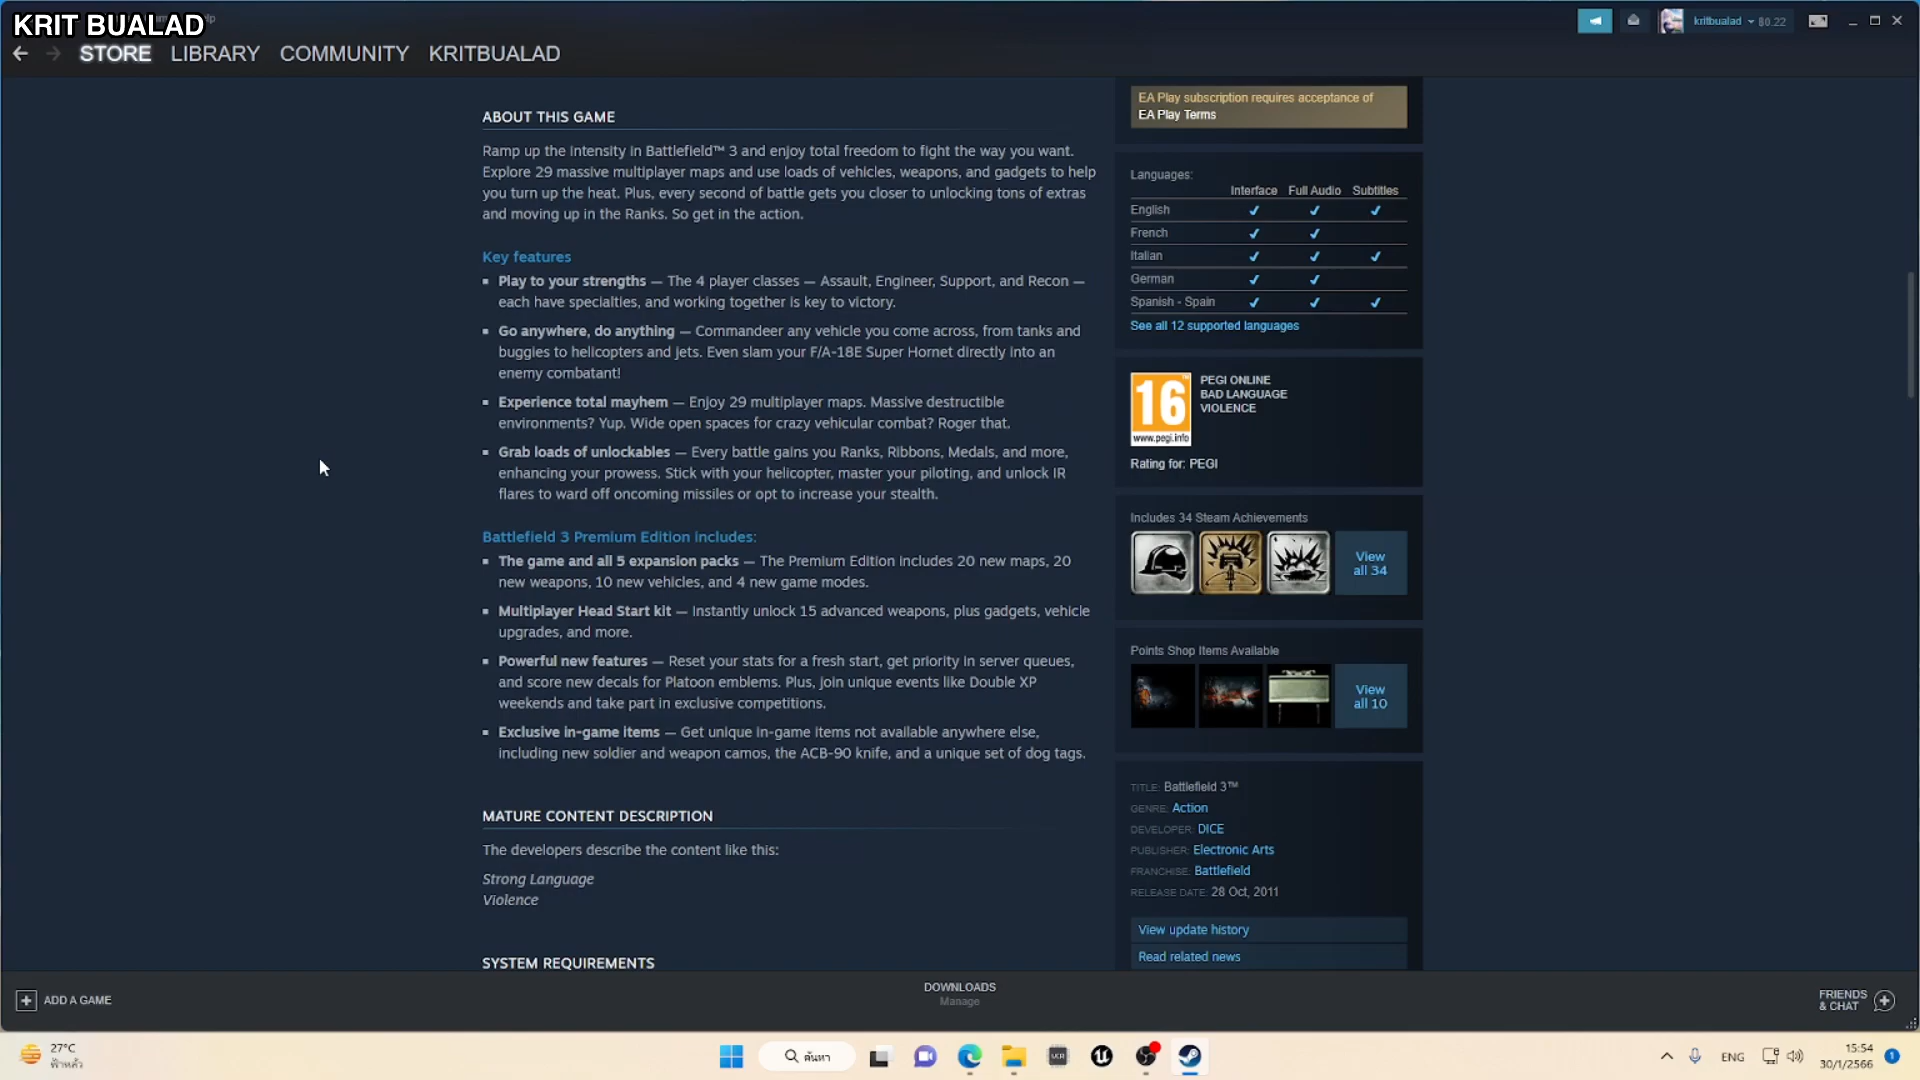 KRIT BUALAD
kritbualad
฿0.22
STORE
LIBRARY
COMMUNITY
KRITBUALAD
ABOUT THIS GAME
Ramp up the intensity in Battlefield™ 3 and enjoy total freedom to fight the way you want.
Explore 29 massive multiplayer maps and use loads of vehicles, weapons, and gadgets to help
you turn up the heat. Plus, every second of battle gets you closer to unlocking tons of extras
and moving up in the Ranks. So get in the action.
Key features
Play to your strengths — The 4 player classes — Assault, Engineer, Support, and Recon —
each have specialties, and working together is key to victory.
Go anywhere, do anything — Commandeer any vehicle you come across, from tanks and
buggies to helicopters and jets. Even slam your F/A-18E Super Hornet directly into an
enemy combatant!
Experience total mayhem — Enjoy 29 multiplayer maps. Massive destructible
environments? Yup. Wide open spaces for crazy vehicular combat? Roger that.
Grab loads of unlockables — Every battle gains you Ranks, Ribbons, Medals, and more,
enhancing your prowess. Stick with your helicopter, master your piloting, and unlock IR
flares to ward off oncoming missiles or opt to increase your stealth.
Battlefield 3 Premium Edition includes:
The game and all 5 expansion packs — The Premium Edition includes 20 new maps, 20
new weapons, 10 new vehicles, and 4 new game modes.
Multiplayer Head Start kit — Instantly unlock 15 advanced weapons, plus gadgets, vehicle
upgrades, and more.
Powerful new features — Reset your stats for a fresh start, get priority in server queues,
and score new decals for Platoon emblems. Plus, join unique events like Double XP
weekends and take part in exclusive competitions.
Exclusive in-game items — Get unique in-game items not available anywhere else,
including new soldier and weapon camos, the ACB-90 knife, and a unique set of dog tags.
MATURE CONTENT DESCRIPTION
The developers describe the content like this:
Strong Language
Violence
SYSTEM REQUIREMENTS
EA Play subscription requires acceptance of
EA Play Terms
Languages:
Interface Full Audio Subtitles
English ✔ ✔ ✔
French ✔ ✔
Italian ✔ ✔ ✔
German ✔ ✔
Spanish - Spain ✔ ✔ ✔
See all 12 supported languages
16
www.pegi.info
PEGI ONLINE
BAD LANGUAGE
VIOLENCE
Rating for: PEGI
Includes 34 Steam Achievements
View
all 34
Points Shop Items Available
View
all 10
TITLE: Battlefield 3™
GENRE: Action
DEVELOPER: DICE
PUBLISHER: Electronic Arts
FRANCHISE: Battlefield
RELEASE DATE: 28 Oct, 2011
View update history
Read related news
ADD A GAME
DOWNLOADS
Manage
FRIENDS
& CHAT
27°C
ค้นหา
UCR
ENG
15:54
30/1/2566
1